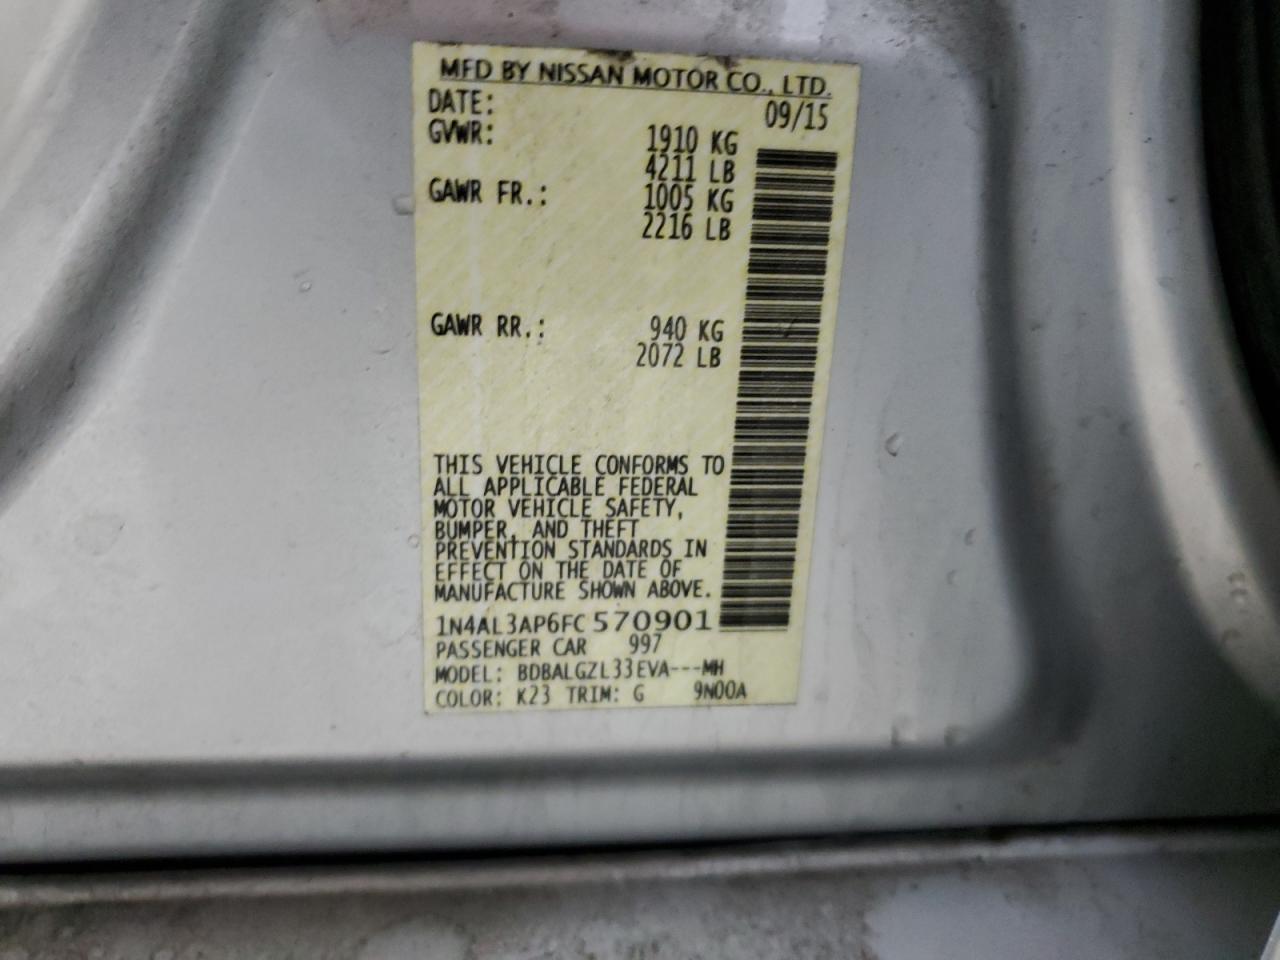 MFD BY NISSAN MOTOR CO., LTD.
DATE: 09/15
GVWR: 1910 KG
4211 LB
GAWR FR.: 1005 KG
2216 LB
GAWR RR.: 940 KG
2072 LB
THIS VEHICLE CONFORMS TO
ALL APPLICABLE FEDERAL
MOTOR VEHICLE SAFETY,
BUMPER, AND THEFT
PREVENTION STANDARDS IN
EFFECT ON THE DATE OF
MANUFACTURE SHOWN ABOVE.
1N4AL3AP6FC570901
PASSENGER CAR 997
MODEL: BDBALGZL33EVA---MH
COLOR: K23 TRIM: G 9N00A